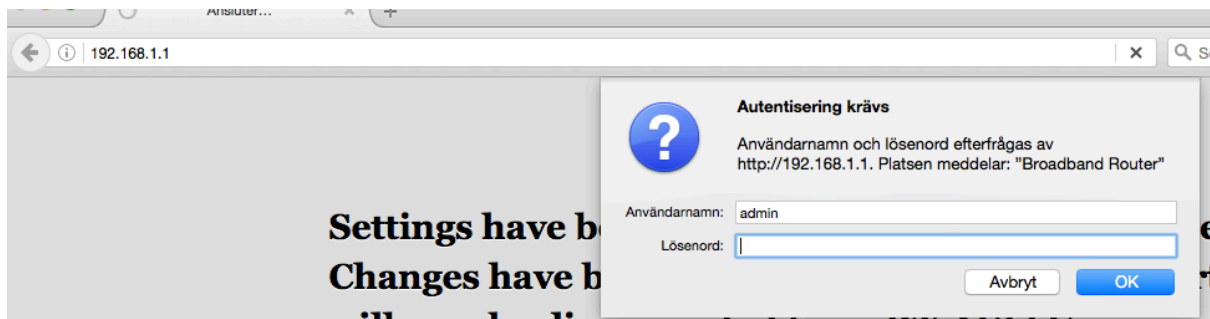 Ansluter...
192.168.1.1
Autentisering krävs
Användarnamn och lösenord efterfrågas av
http://192.168.1.1. Platsen meddelar: ”Broadband Router”
Användarnamn: admin
Lösenord:
Avbryt OK
Settings have b
Changes have b